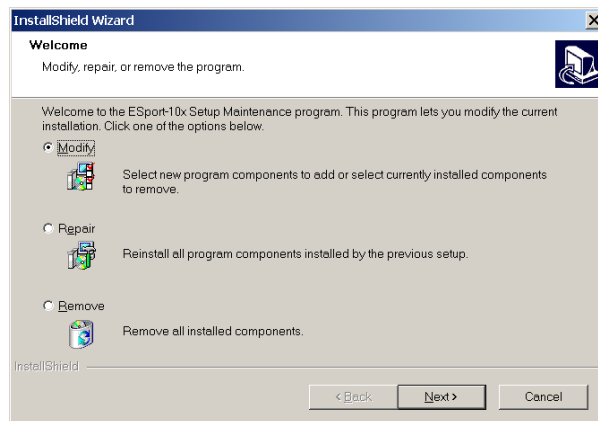 InstallShield Wizard
Welcome
Modify, repair, or remove the program.
Welcome to the ESport-10x Setup Maintenance program. This program lets you modify the current
installation. Click one of the options below.
Modify
Select new program components to add or select currently installed components
to remove.
Repair
Reinstall all program components installed by the previous setup.
Remove
Remove all installed components.
InstallShield
< Back
Next >
Cancel